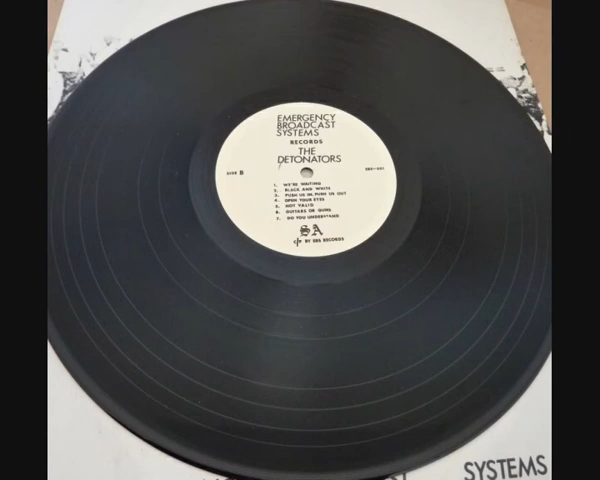 EMERGENCY
BROADCAST
SYSTEMS
RECORDS
THE
DETONATORS
SIDE B
EBS-001
1. WE'RE WAITING
2. BLACK AND WHITE
3. PUSH US IN, PUSH US OUT
4. OPEN YOUR EYES
5. NOT VALID
6. GUITARS OR GUNS
7. DO YOU UNDERSTAND
SA
c/p BY EBS RECORDS
SYSTEMS